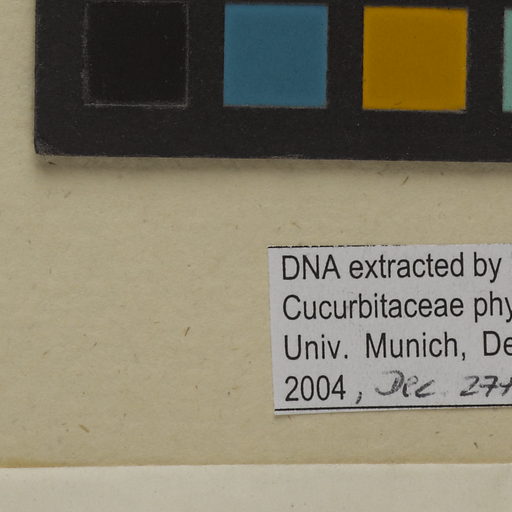 DNA extracted by
Cucurbitaceae phy
Univ. Munich, De
2004, Dec. 27